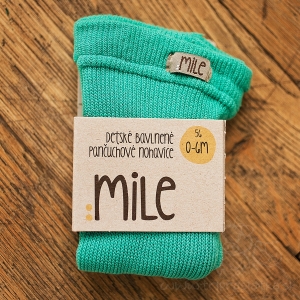 MiLE
DETSKÉ BAVLNENÉ
PANČUCHOVÉ NOHAVICE
56
0-6M
MiLE